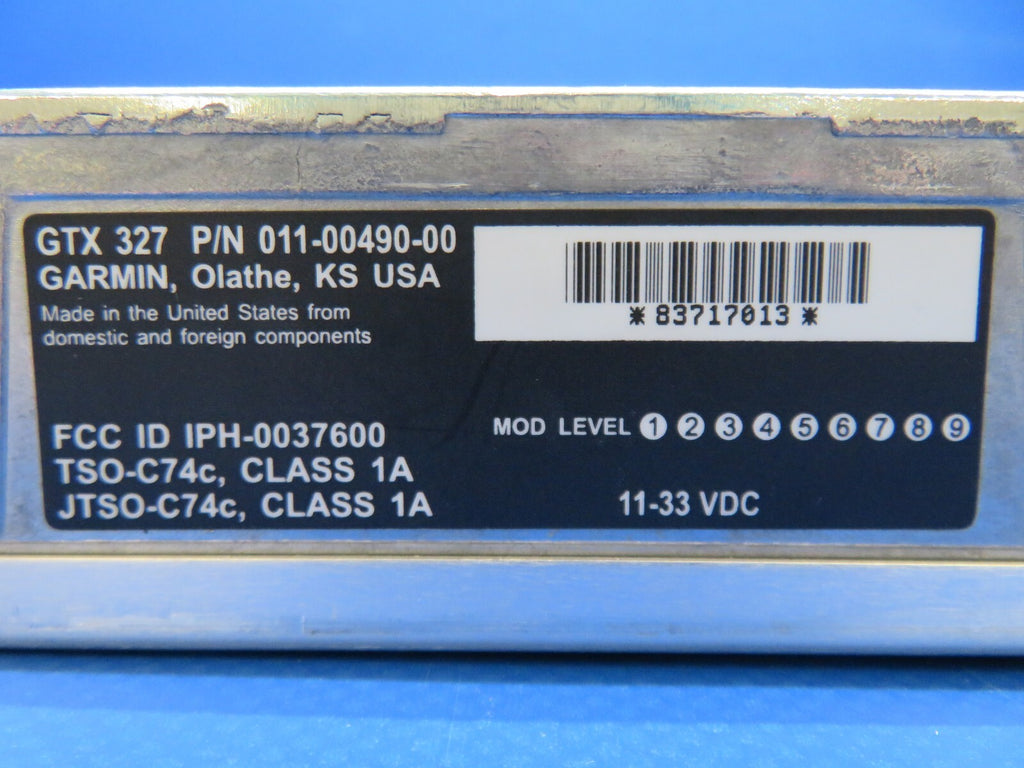 GTX 327 P/N 011-00490-00
GARMIN, Olathe, KS USA
Made in the United States from
domestic and foreign components
*83717013*
FCC ID IPH-0037600
TSO-C74c, CLASS 1A
JTSO-C74c, CLASS 1A
MOD LEVEL 1 2 3 4 5 6 7 8 9
11-33 VDC